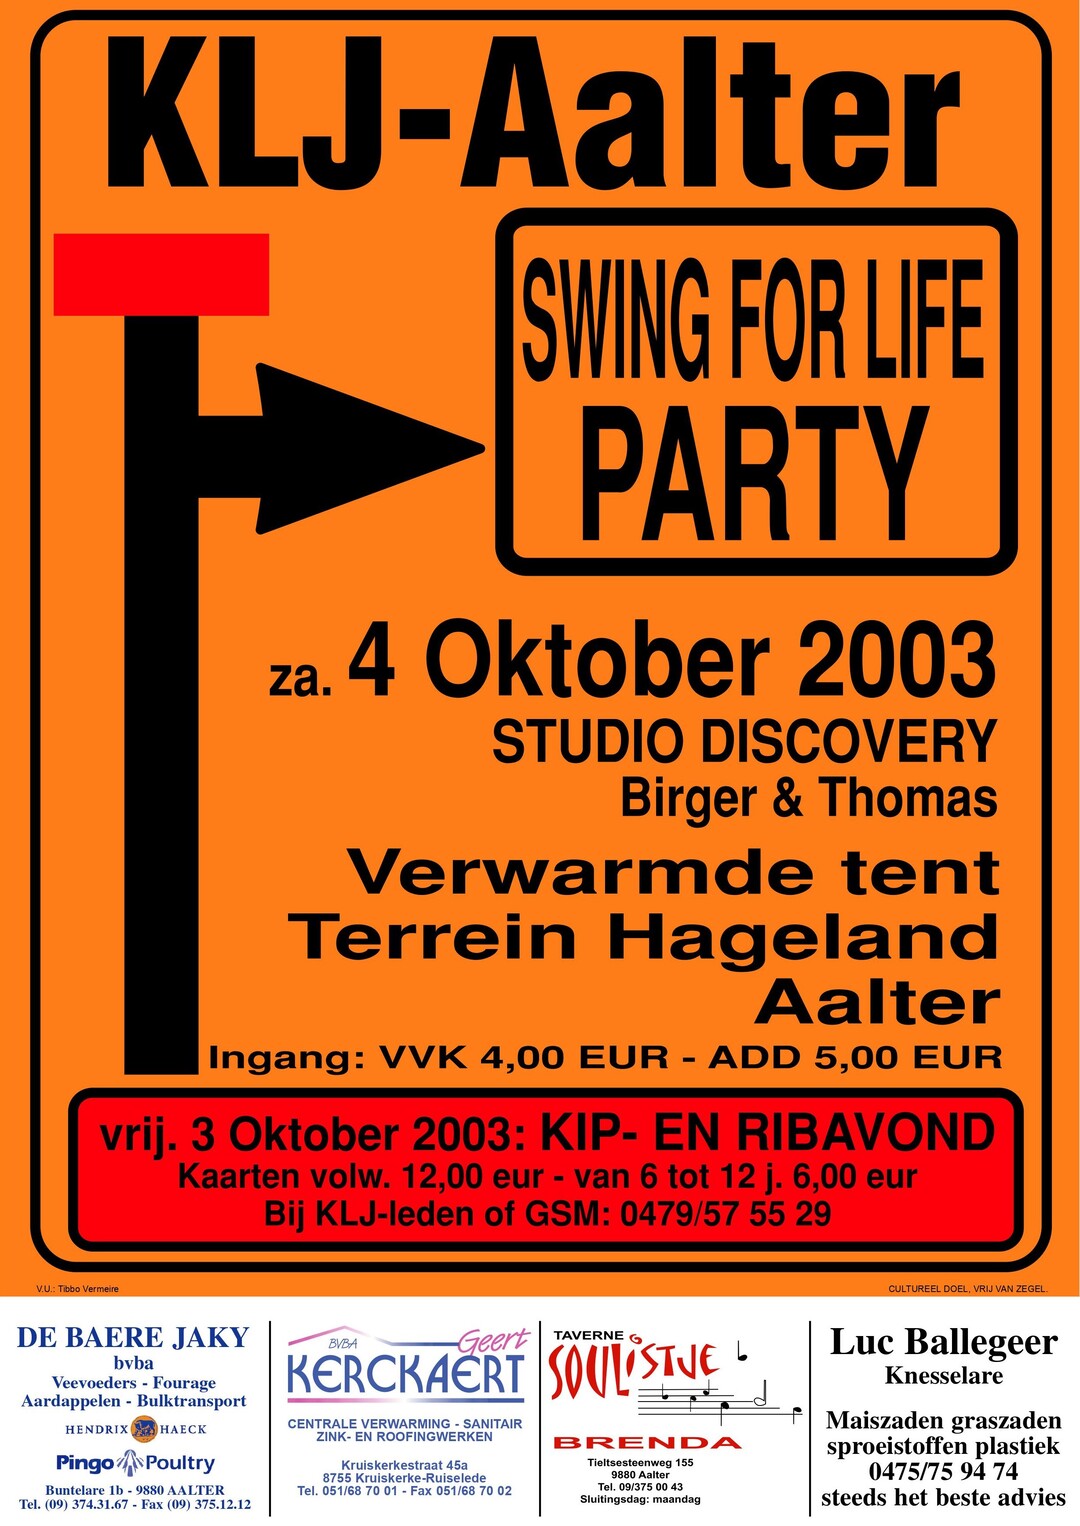 KLJ-Aalter
SWING FOR LIFE
PARTY
za. 4 Oktober 2003
STUDIO DISCOVERY
Birger & Thomas
Verwarmde tent
Terrein Hageland
Aalter
Ingang: VVK 4,00 EUR - ADD 5,00 EUR
vrij. 3 Oktober 2003: KIP- EN RIBAVOND
Kaarten volw. 12,00 eur - van 6 tot 12 j. 6,00 eur
Bij KLJ-leden of GSM: 0479/57 55 29
V.U.: Tibbo Vermeire
CULTUREEL DOEL, VRIJ VAN ZEGEL.
DE BAERE JAKY
bvba
Veevoeders - Fourage
Aardappelen - Bulktransport
HENDRIX HAECK
Pingo Poultry
Buntelare 1b - 9880 AALTER
Tel. (09) 374.31.67 - Fax (09) 375.12.12
BVBA Geert
KERCKAERT
CENTRALE VERWARMING - SANITAIR
ZINK- EN ROOFINGWERKEN
Kruiskerkestraat 45a
8755 Kruiskerke-Ruiselede
Tel. 051/68 70 01 - Fax 051/68 70 02
TAVERNE
SOULISTJE
BRENDA
Tieltsesteenweg 155
9880 Aalter
Tel. 09/375 00 43
Sluitingsdag: maandag
Luc Ballegeer
Knesselare
Maiszaden graszaden
sproeistoffen plastiek
0475/75 94 74
steeds het beste advies